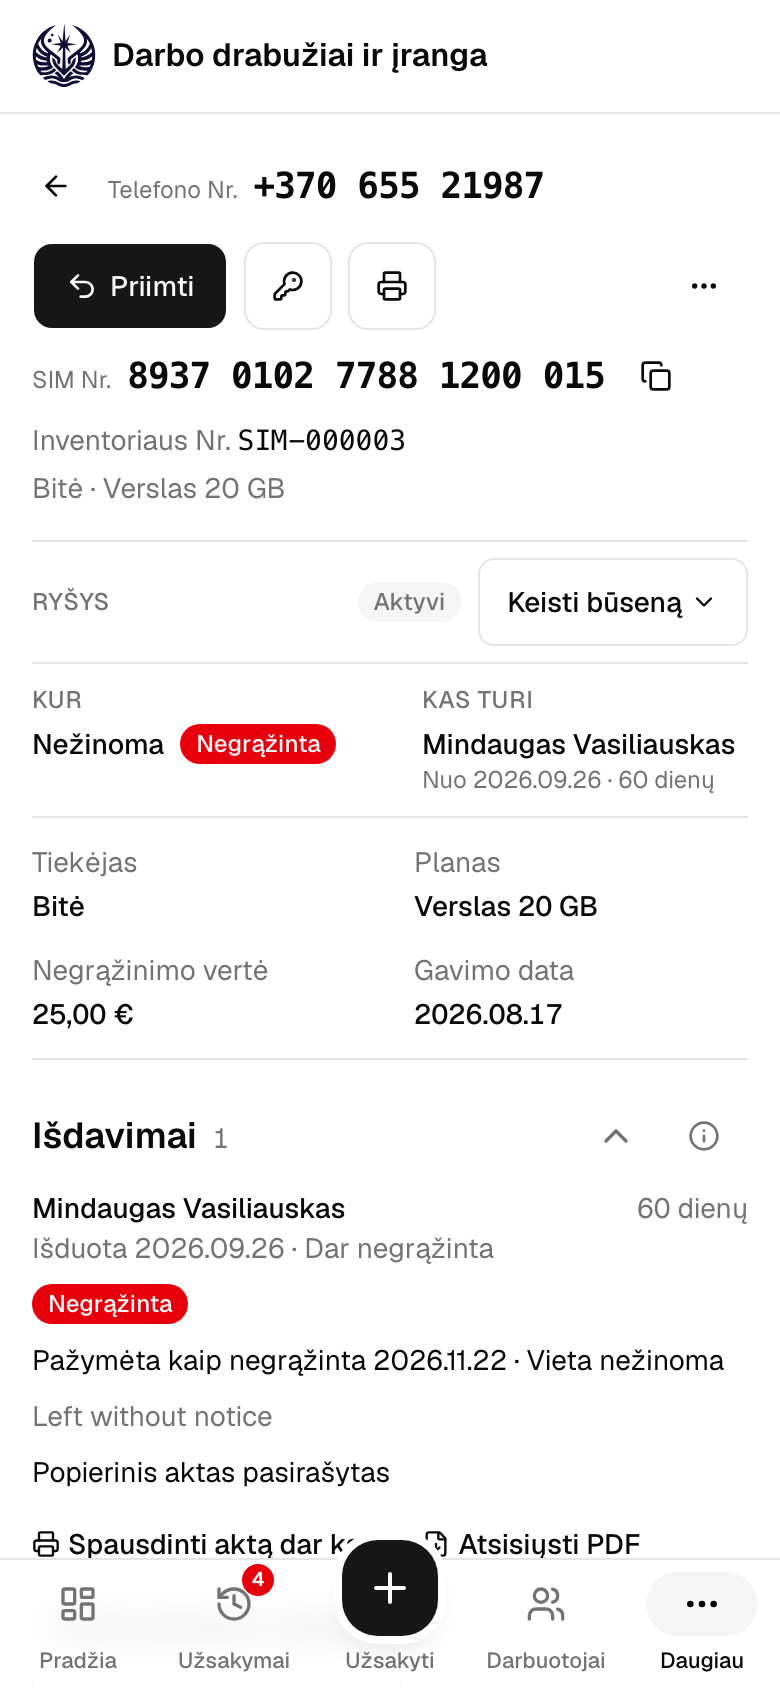 Darbo drabužiai ir įranga
Telefono Nr. +370 655 21987
Priimti
SIM Nr. 8937 0102 7788 1200 015
Inventoriaus Nr. SIM-000003
Bitė · Verslas 20 GB
RYŠYS Aktyvi Keisti būseną
KUR KAS TURI
Nežinoma Negrąžinta Mindaugas Vasiliauskas
Nuo 2026.09.26 · 60 dienų
Tiekėjas Planas
Bitė Verslas 20 GB
Negrąžinimo vertė Gavimo data
25,00 € 2026.08.17
Išdavimai 1
Mindaugas Vasiliauskas 60 dienų
Išduota 2026.09.26 · Dar negrąžinta
Negrąžinta
Pažymėta kaip negrąžinta 2026.11.22 · Vieta nežinoma
Left without notice
Popierinis aktas pasirašytas
Spausdinti aktą dar Atsisiųsti PDF
4
Pradžia Užsakymai Užsakyti Darbuotojai Daugiau